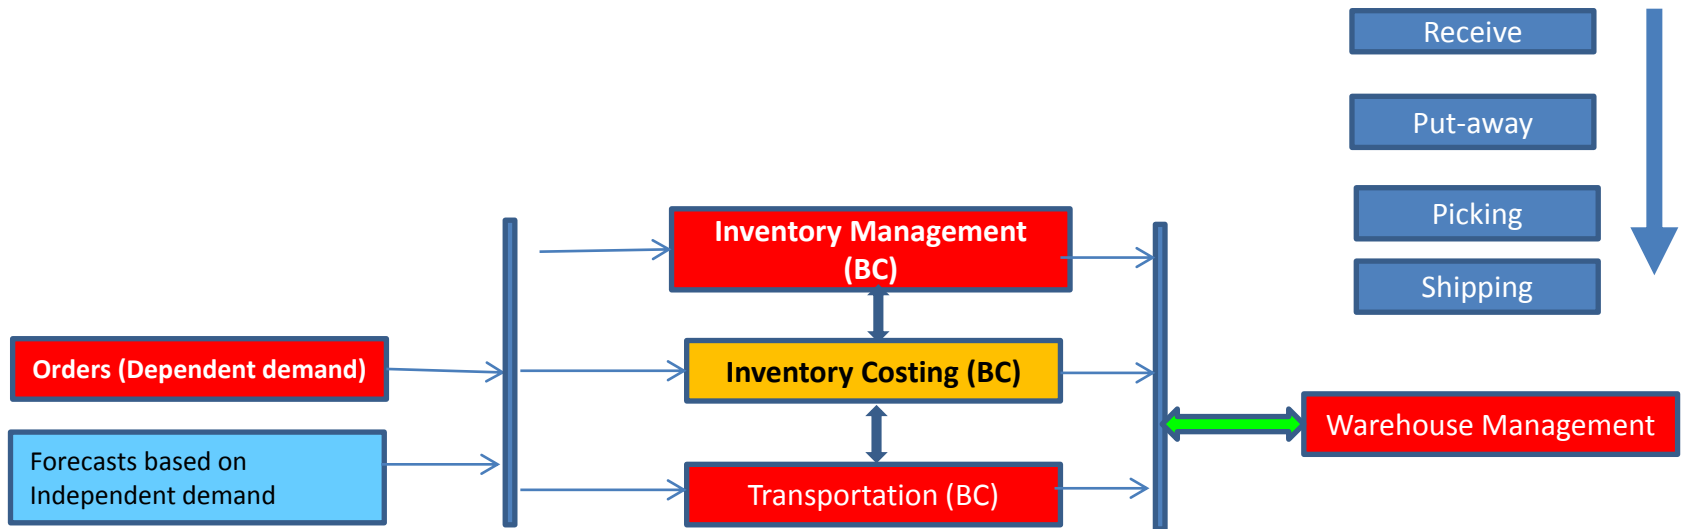 Receive
Put-away
Picking
Shipping
Inventory Management
(BC)
Orders (Dependent demand)
Inventory Costing (BC)
Forecasts based on
Independent demand
Transportation (BC)
Warehouse Management